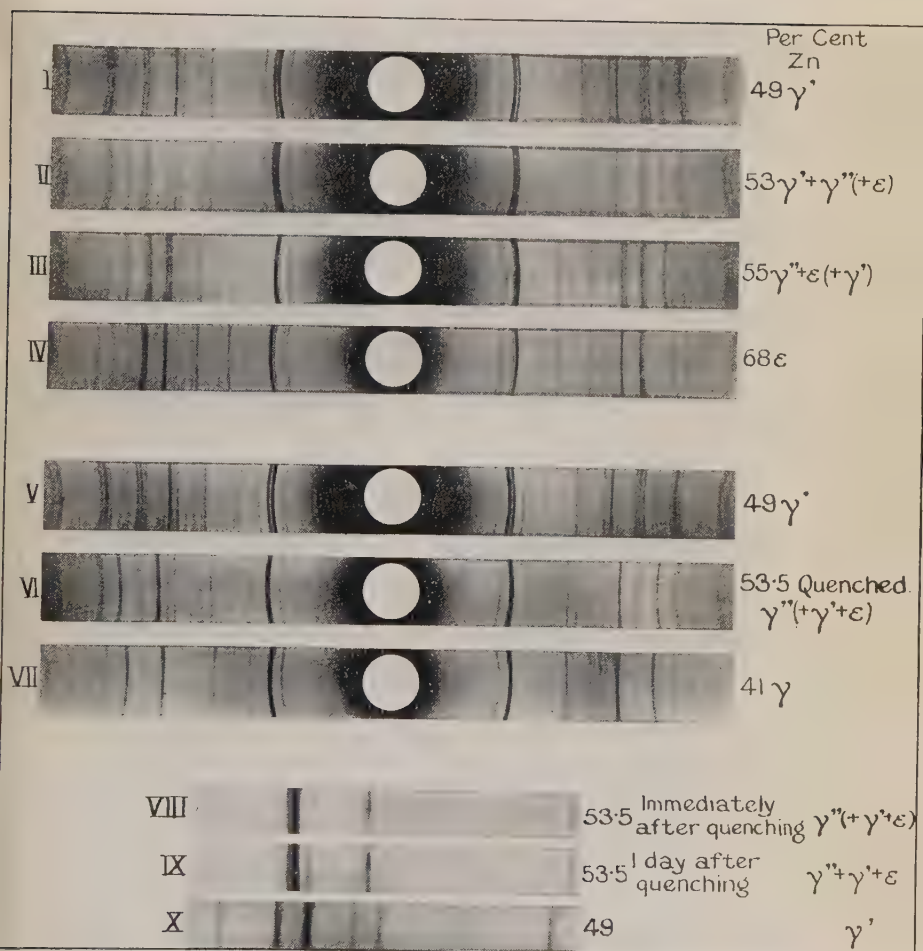 Per Cent
Zn
I 49 γ'
II 53 γ'+γ"(+ε)
III 55 γ"+ε(+γ')
IV 68 ε
V 49 γ'
VI 53·5 Quenched
γ"(+γ'+ε)
VII 41 γ
VIII 53·5 Immediately after quenching γ"(+γ'+ε)
IX 53·5 1 day after quenching γ"+γ'+ε
X 49 γ'